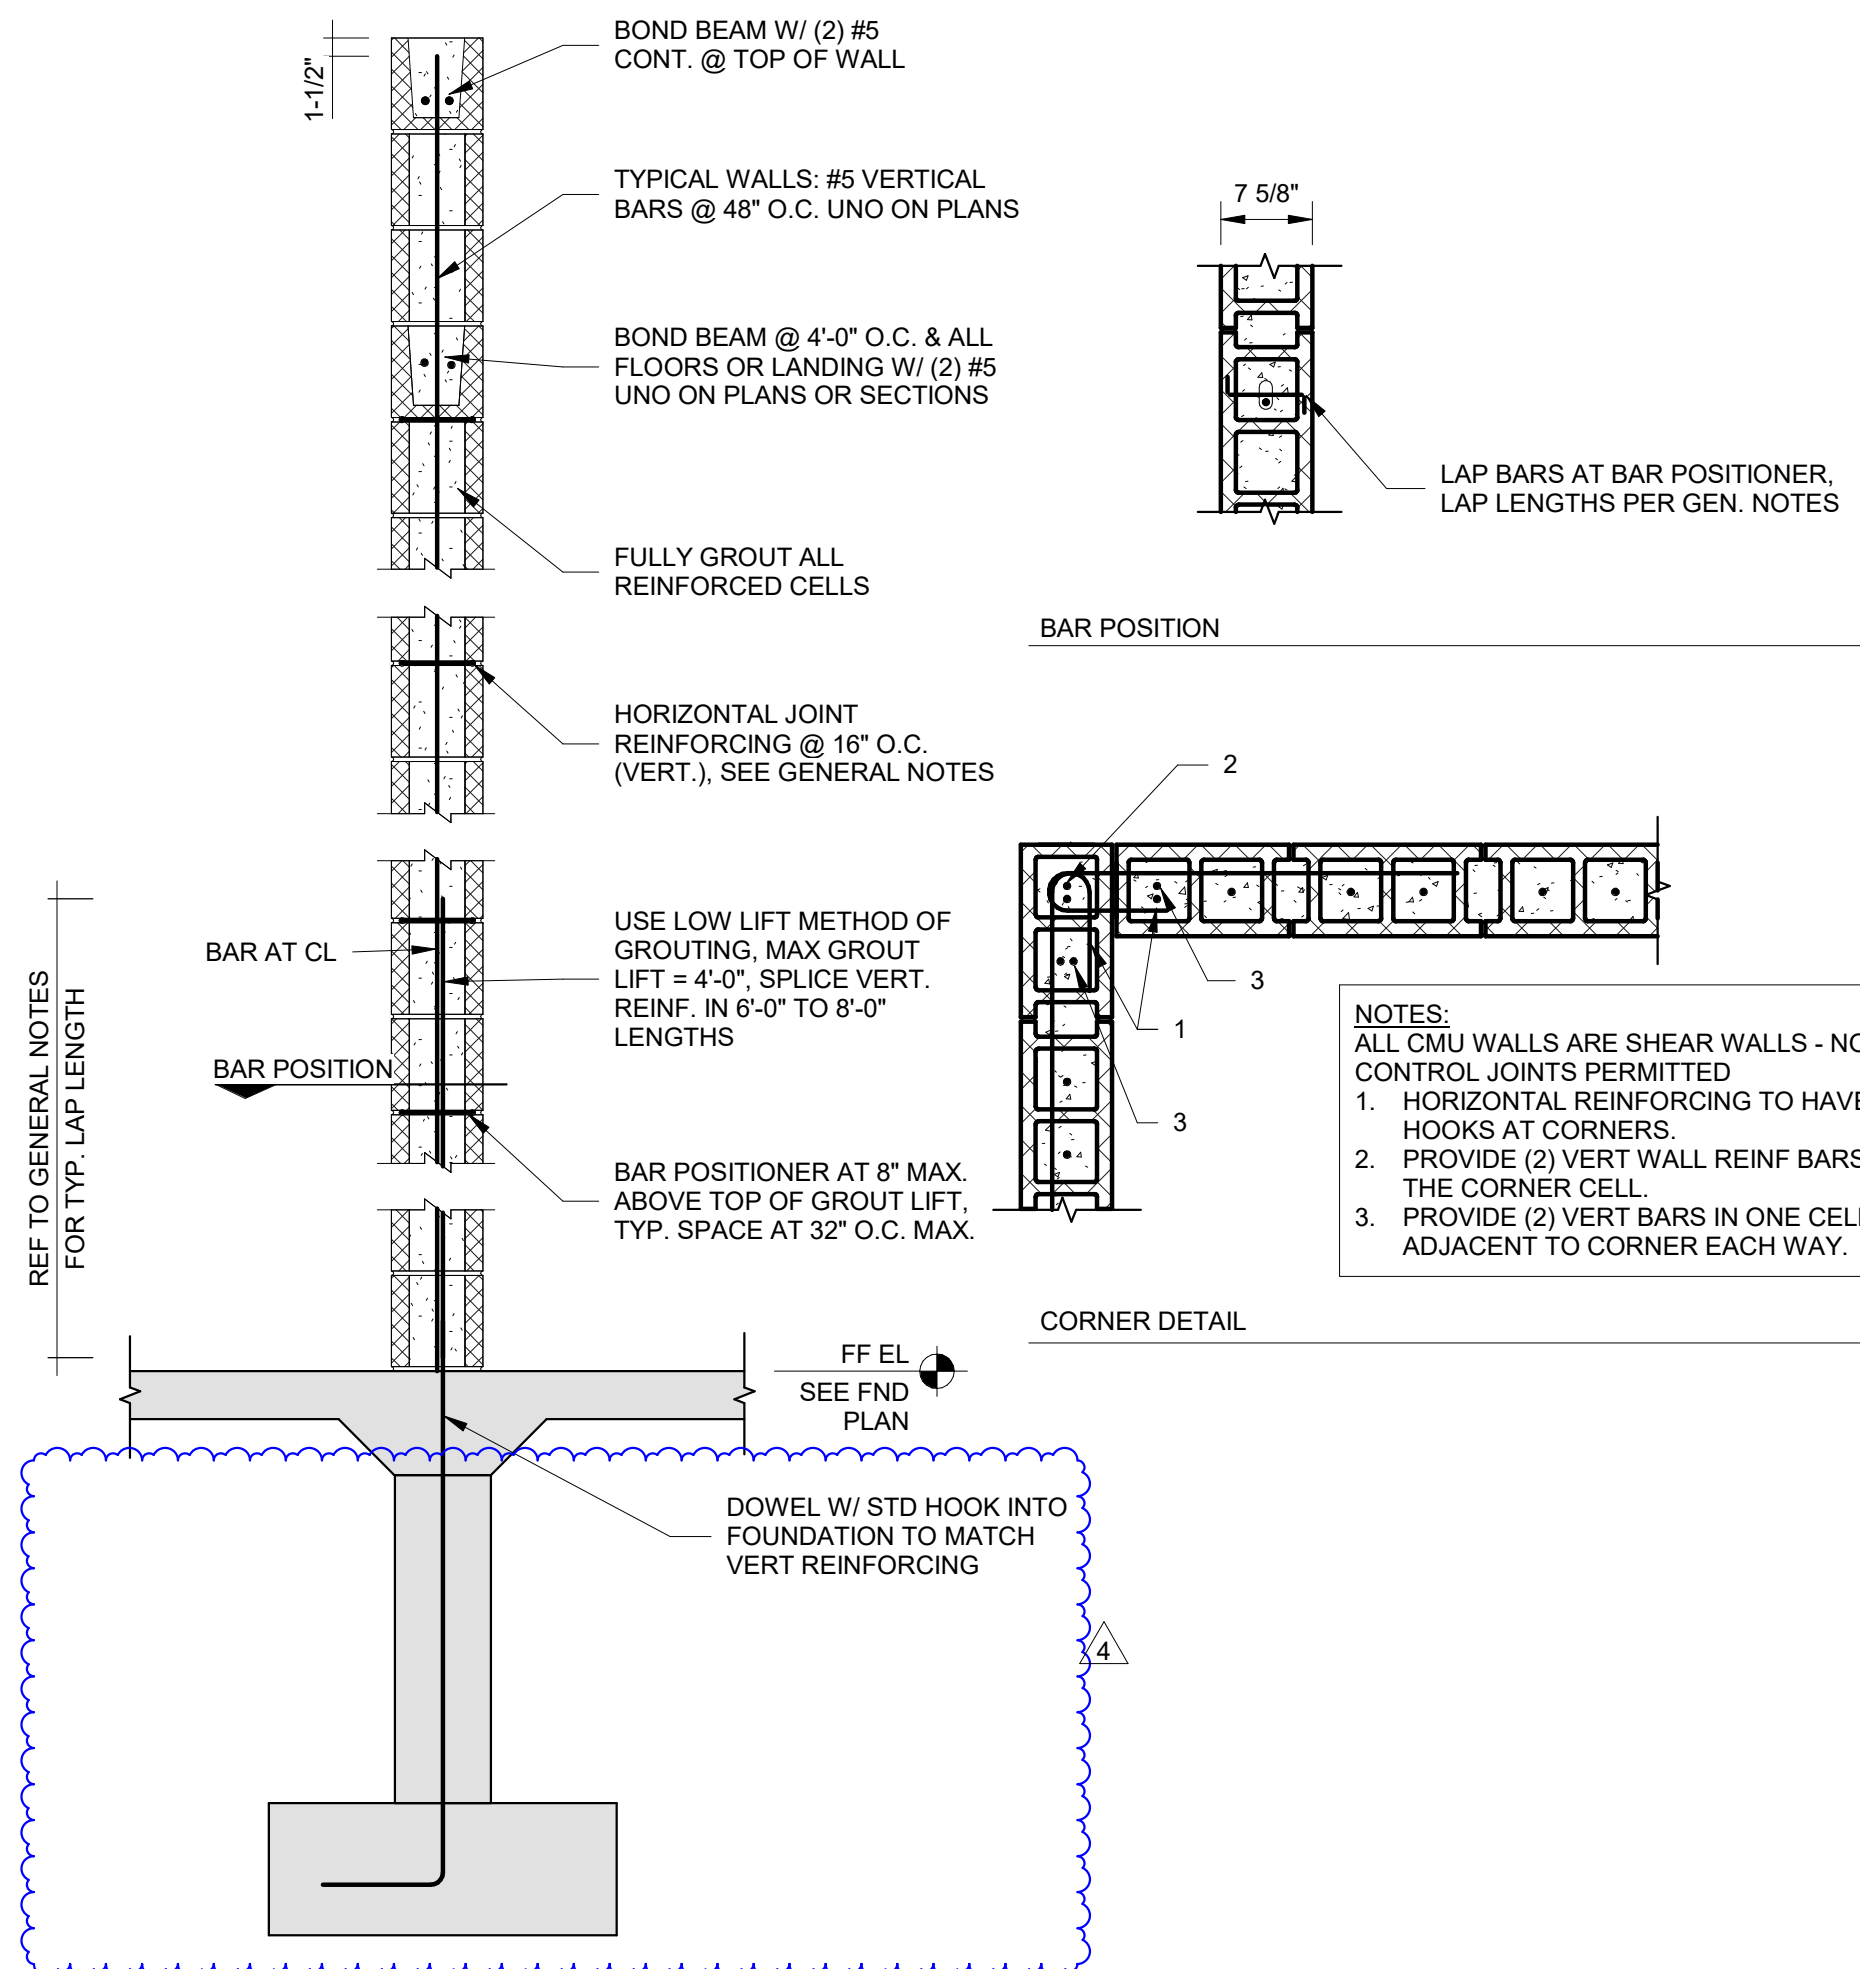 BOND BEAM W/ (2) #5
CONT. @ TOP OF WALL
1-1/2"
TYPICAL WALLS: #5 VERTICAL
BARS @ 48" O.C. UNO ON PLANS
BOND BEAM @ 4'-0" O.C. & ALL
FLOORS OR LANDING W/ (2) #5
UNO ON PLANS OR SECTIONS
FULLY GROUT ALL
REINFORCED CELLS
HORIZONTAL JOINT
REINFORCING @ 16" O.C.
(VERT.), SEE GENERAL NOTES
BAR AT CL
USE LOW LIFT METHOD OF
GROUTING, MAX GROUT
LIFT = 4'-0", SPLICE VERT.
REINF. IN 6'-0" TO 8'-0"
LENGTHS
BAR POSITION
REF TO GENERAL NOTES
FOR TYP. LAP LENGTH
BAR POSITIONER AT 8" MAX.
ABOVE TOP OF GROUT LIFT,
TYP. SPACE AT 32" O.C. MAX.
FF EL
SEE FND
PLAN
DOWEL W/ STD HOOK INTO
FOUNDATION TO MATCH
VERT REINFORCING
4
7 5/8"
LAP BARS AT BAR POSITIONER,
LAP LENGTHS PER GEN. NOTES
BAR POSITION
2
3
1
3
NOTES:
ALL CMU WALLS ARE SHEAR WALLS - NO
CONTROL JOINTS PERMITTED
1. HORIZONTAL REINFORCING TO HAVE
HOOKS AT CORNERS.
2. PROVIDE (2) VERT WALL REINF BARS
THE CORNER CELL.
3. PROVIDE (2) VERT BARS IN ONE CELL
ADJACENT TO CORNER EACH WAY.
CORNER DETAIL